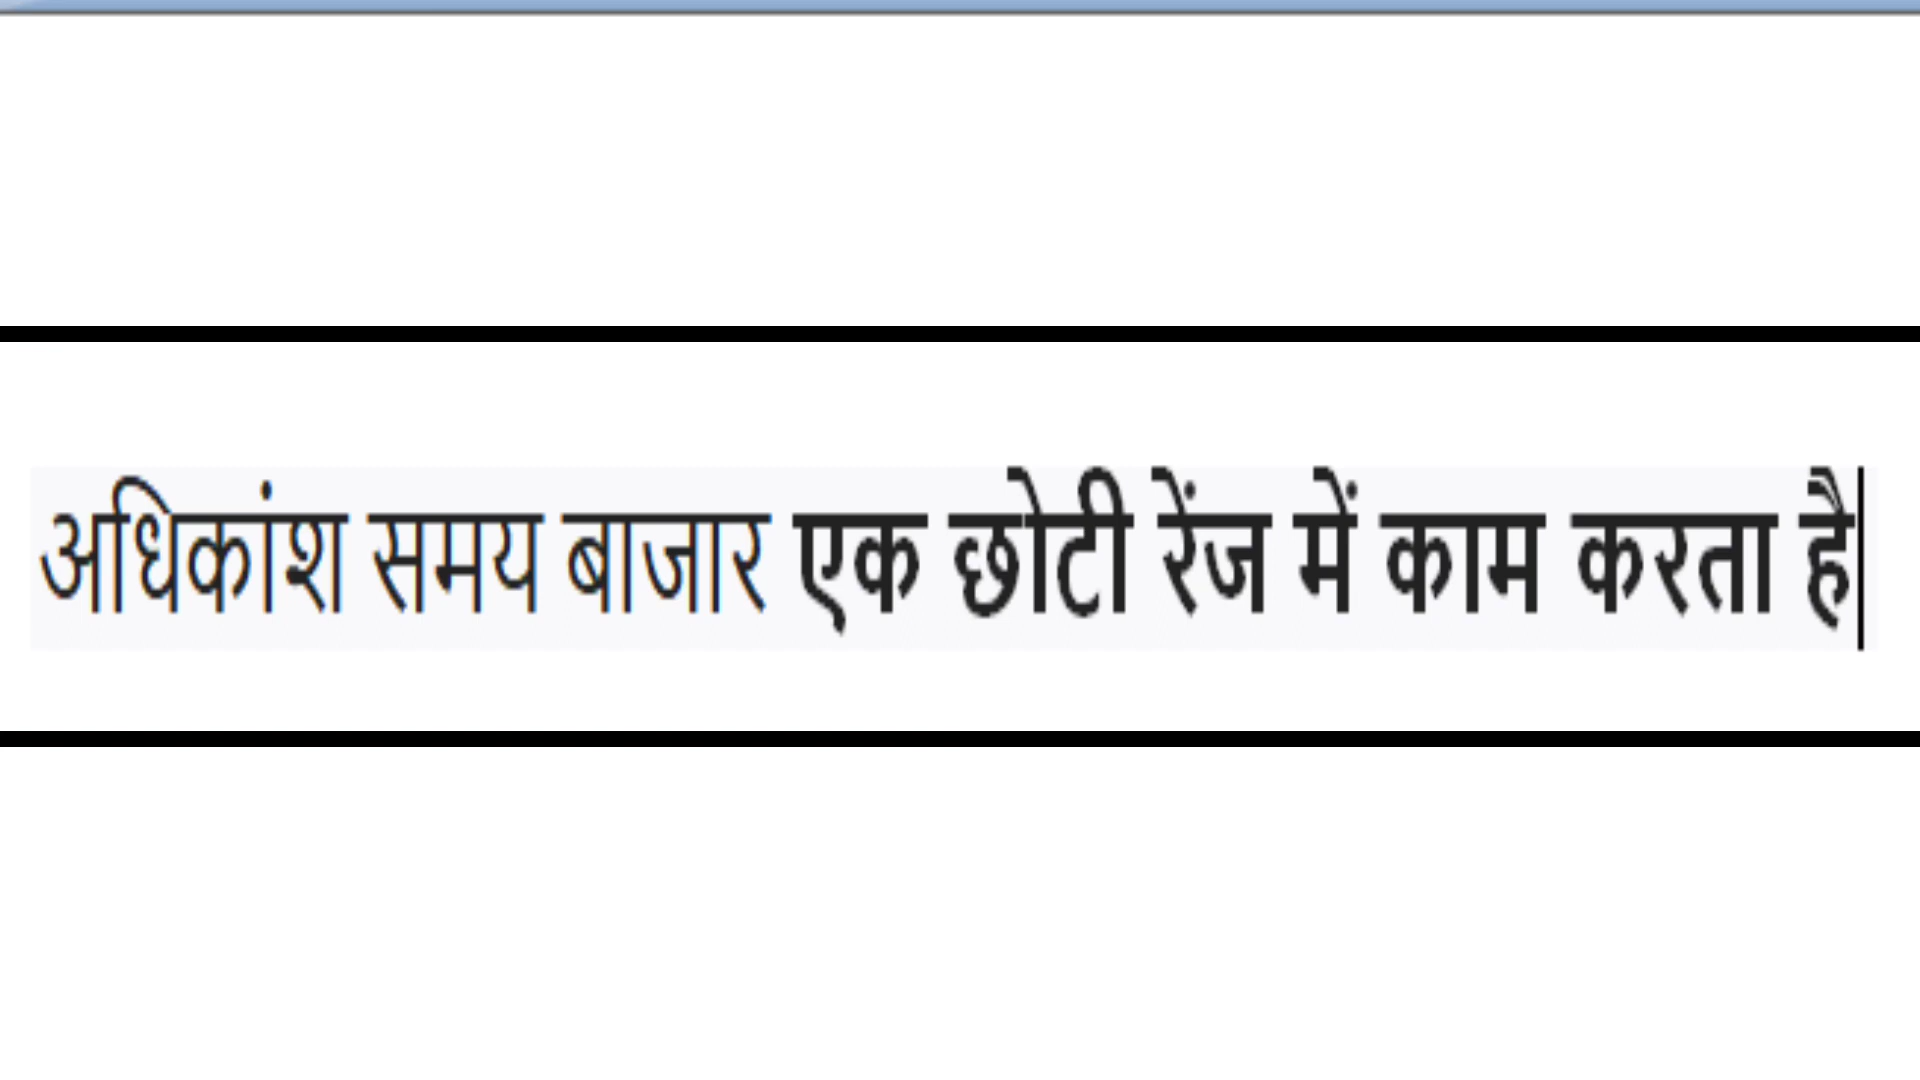 अधिकांश समय बाजार एक छोटी रेंज में काम करता है